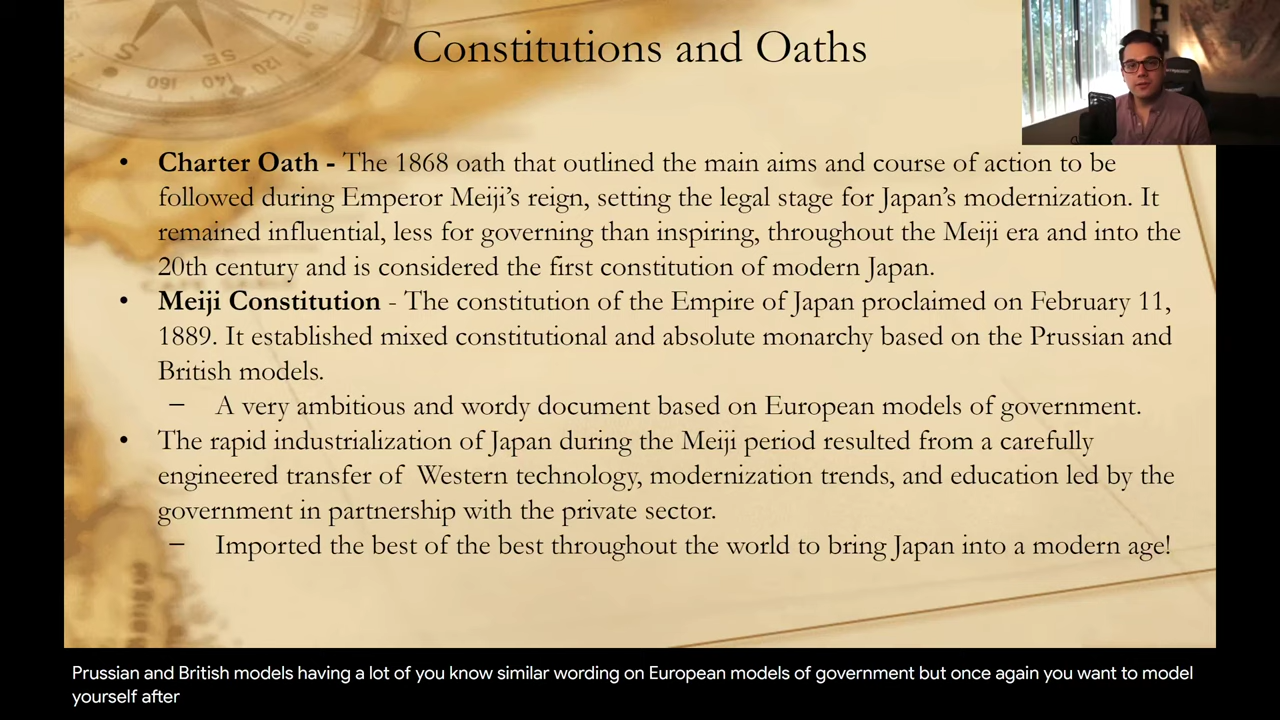 Constitutions and Oaths
SE
160
140
120
• Charter Oath - The 1868 oath that outlined the main aims and course of action to be
followed during Emperor Meiji’s reign, setting the legal stage for Japan’s modernization. It
remained influential, less for governing than inspiring, throughout the Meiji era and into the
20th century and is considered the first constitution of modern Japan.
• Meiji Constitution - The constitution of the Empire of Japan proclaimed on February 11,
1889. It established mixed constitutional and absolute monarchy based on the Prussian and
British models.
– A very ambitious and wordy document based on European models of government.
• The rapid industrialization of Japan during the Meiji period resulted from a carefully
engineered transfer of Western technology, modernization trends, and education led by the
government in partnership with the private sector.
– Imported the best of the best throughout the world to bring Japan into a modern age!
Prussian and British models having a lot of you know similar wording on European models of government but once again you want to model
yourself after